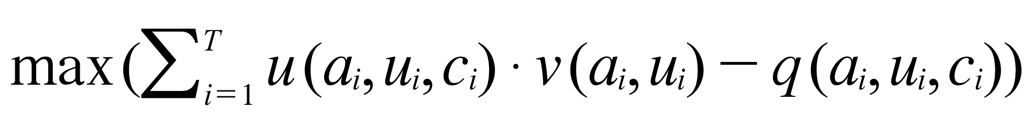 max(∑_{i=1}^{T} u(a_i, u_i, c_i) · v(a_i, u_i) − q(a_i, u_i, c_i))